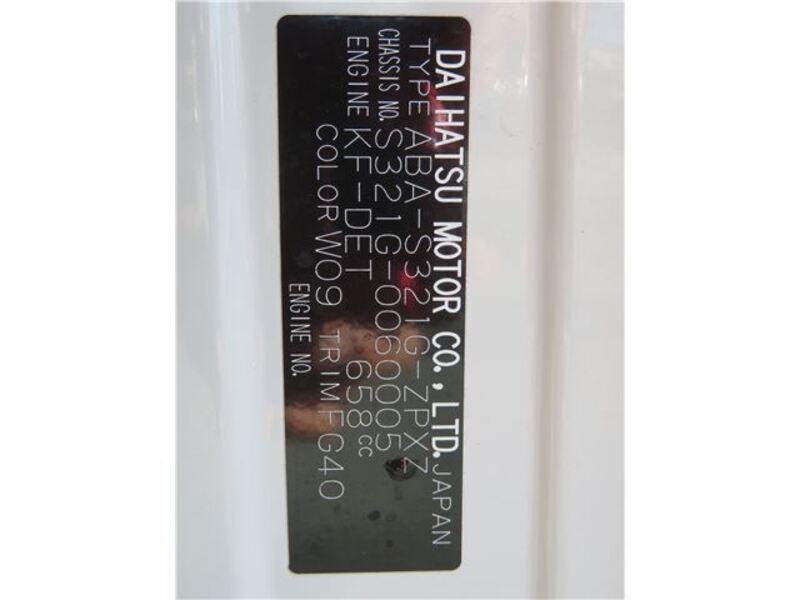 DAIHATSU MOTOR CO., LTD. JAPAN
TYPE ABA-S321G-ZPXZ
CHASSIS NO. S321G-0060005
ENGINE KF-DET 658cc
COLOR W09 TRIM FG40
ENGINE NO.